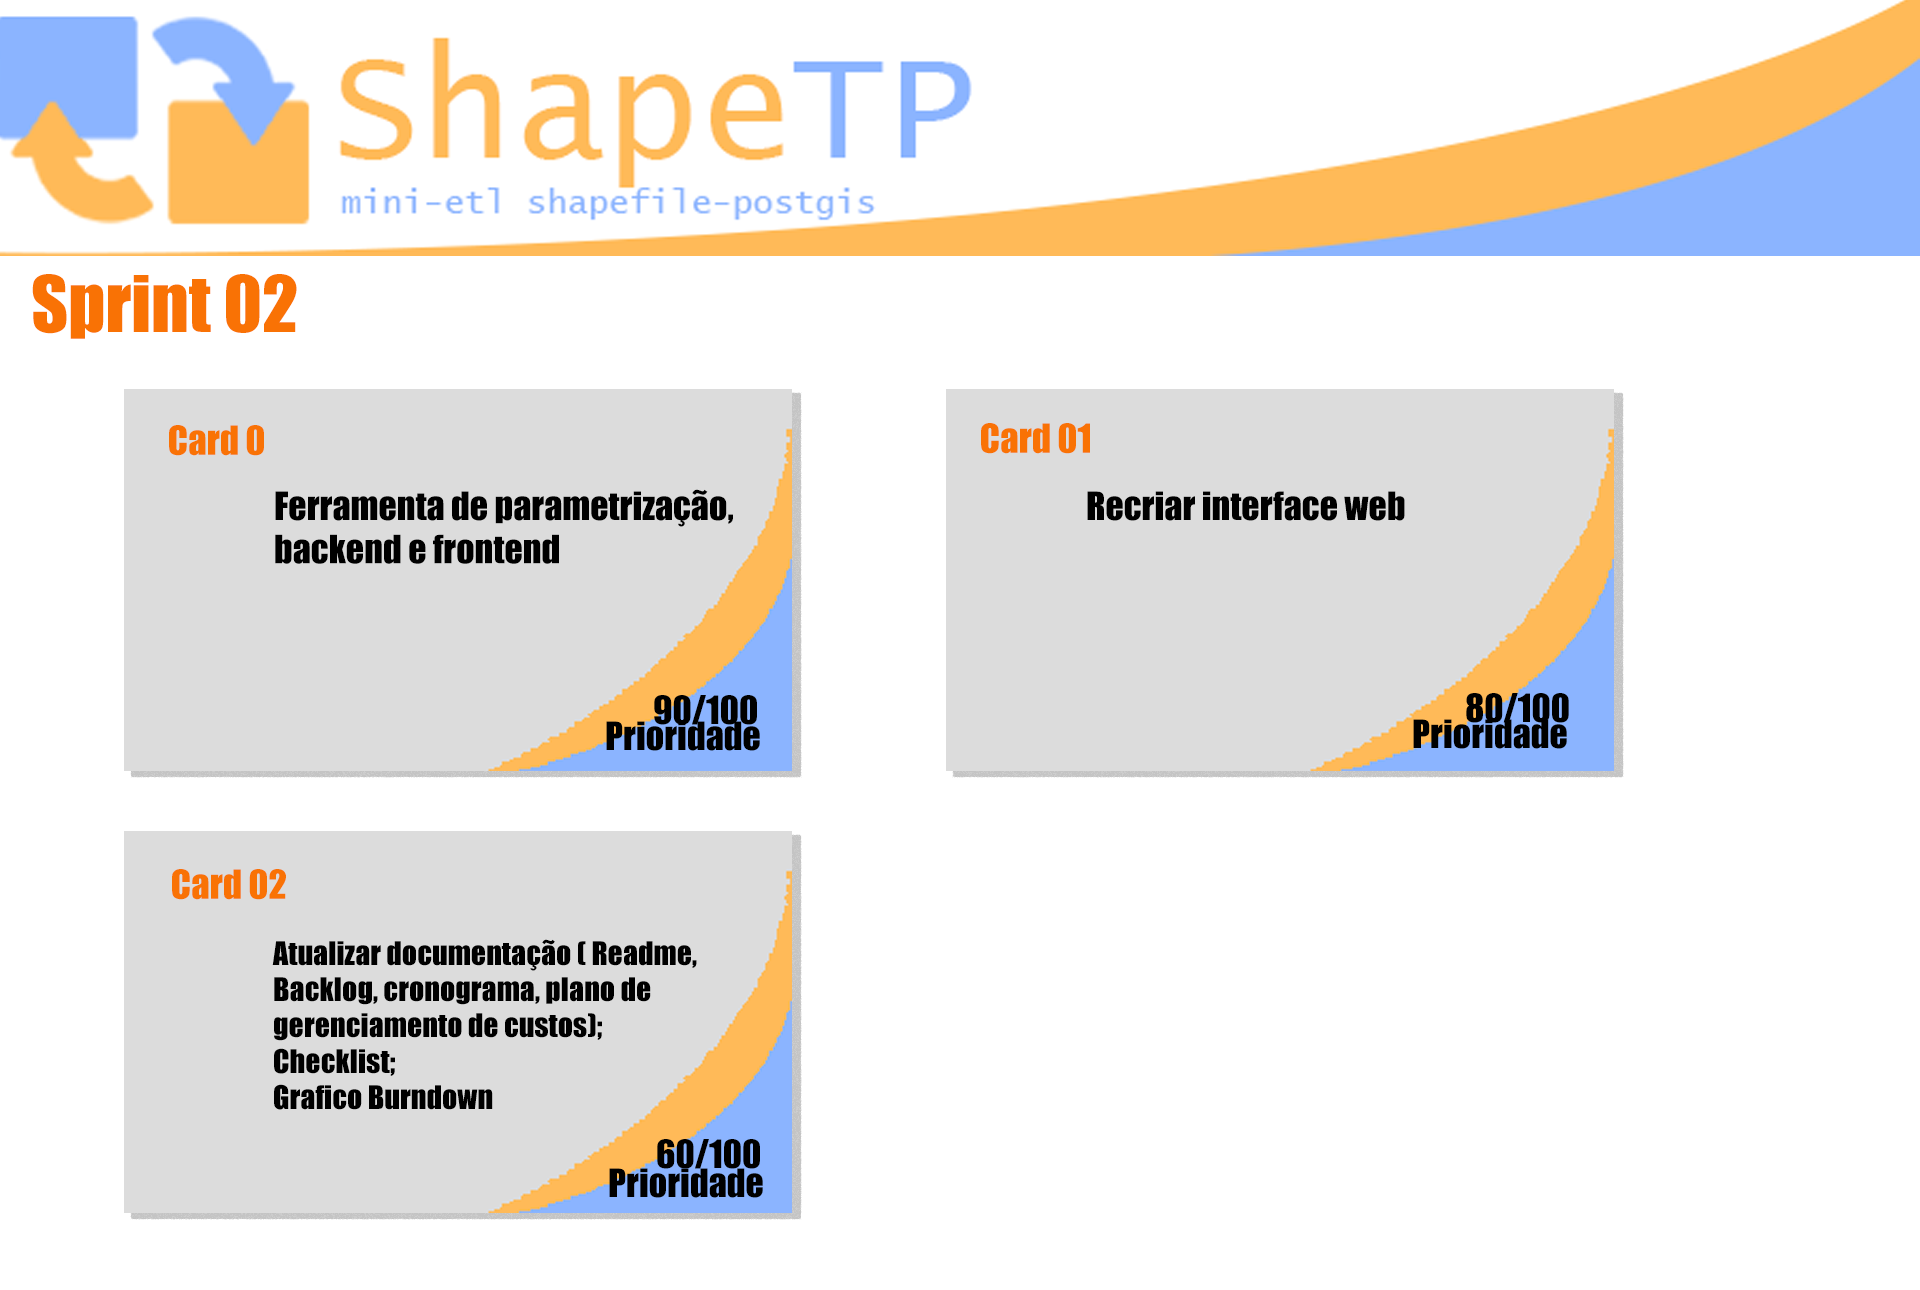 ShapeTP
mini-etl shapefile-postgis
Sprint 02
Card 0
Ferramenta de parametrização,
backend e frontend
90/100
Prioridade
Card 01
Recriar interface web
80/100
Prioridade
Card 02
Atualizar documentação ( Readme,
Backlog, cronograma, plano de
gerenciamento de custos);
Checklist;
Grafico Burndown
60/100
Prioridade